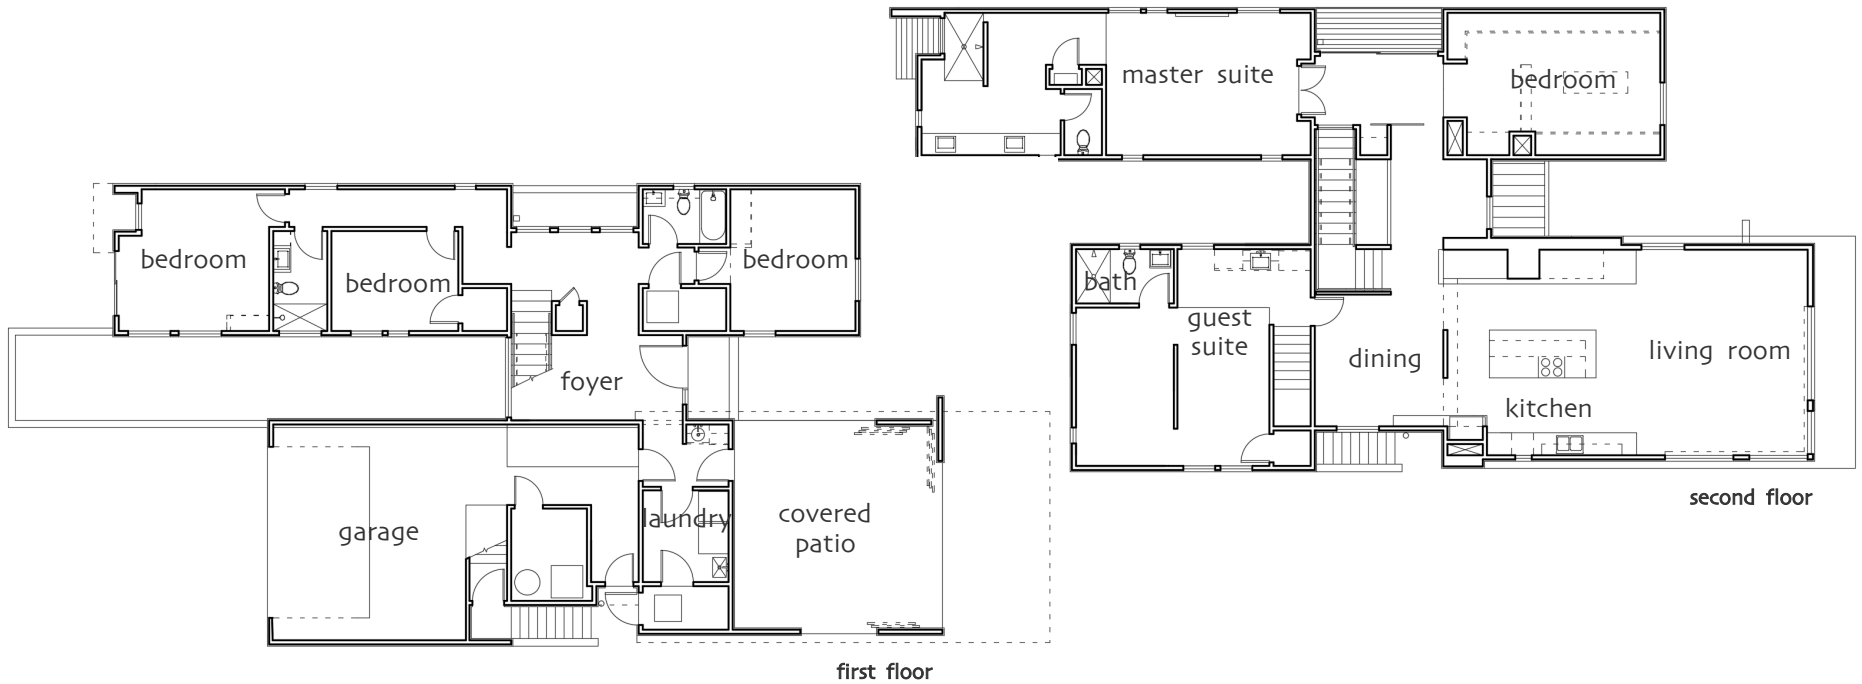 bedroom
bedroom
bedroom
foyer
garage
laundry
covered
patio
first floor
master suite
bedroom
bath
guest
suite
dining
living room
kitchen
second floor